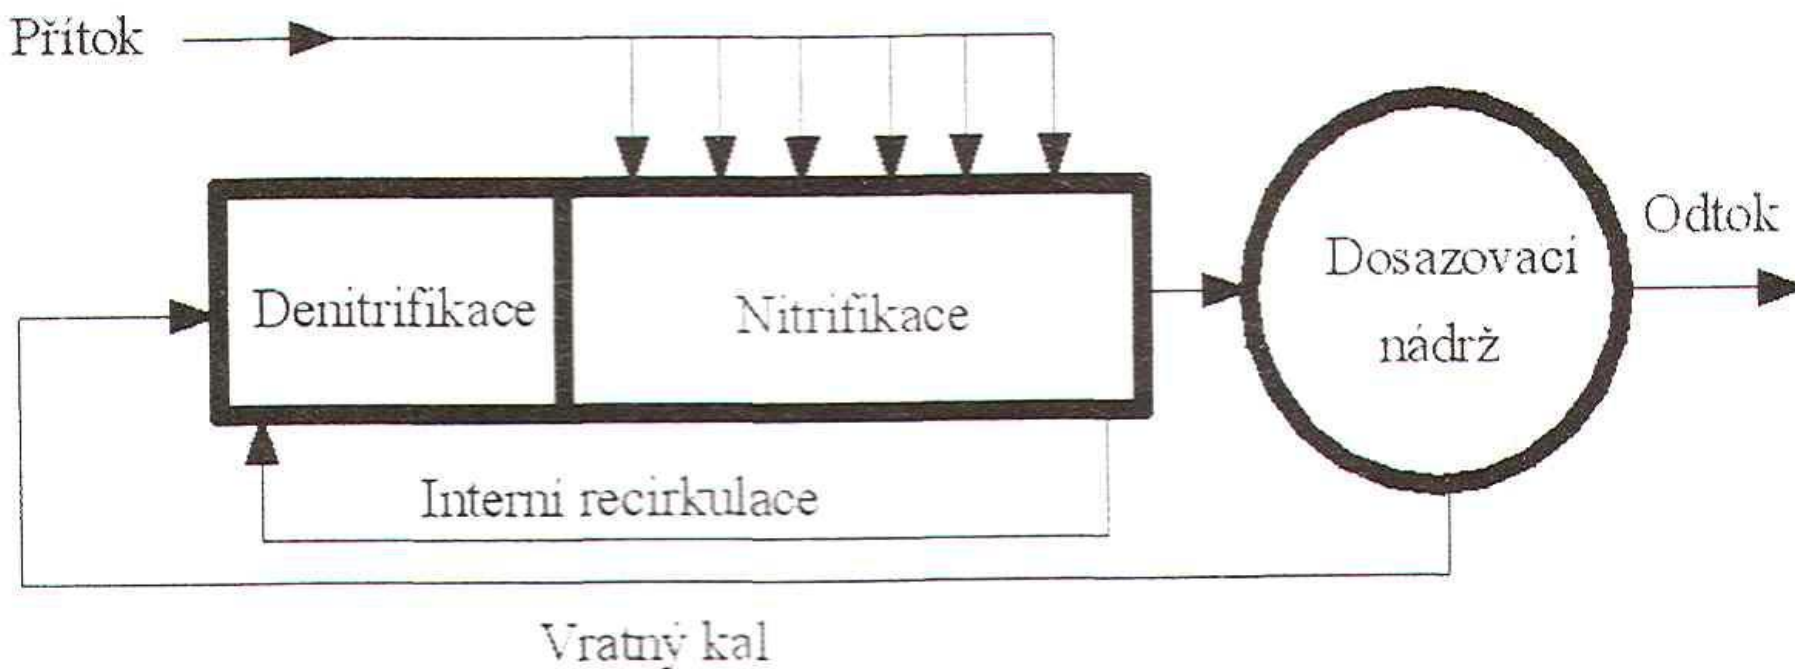 Přítok
Odtok
Dosazovací
nádrž
Denitrifikace
Nitrifikace
Interní recirkulace
Vratný kal